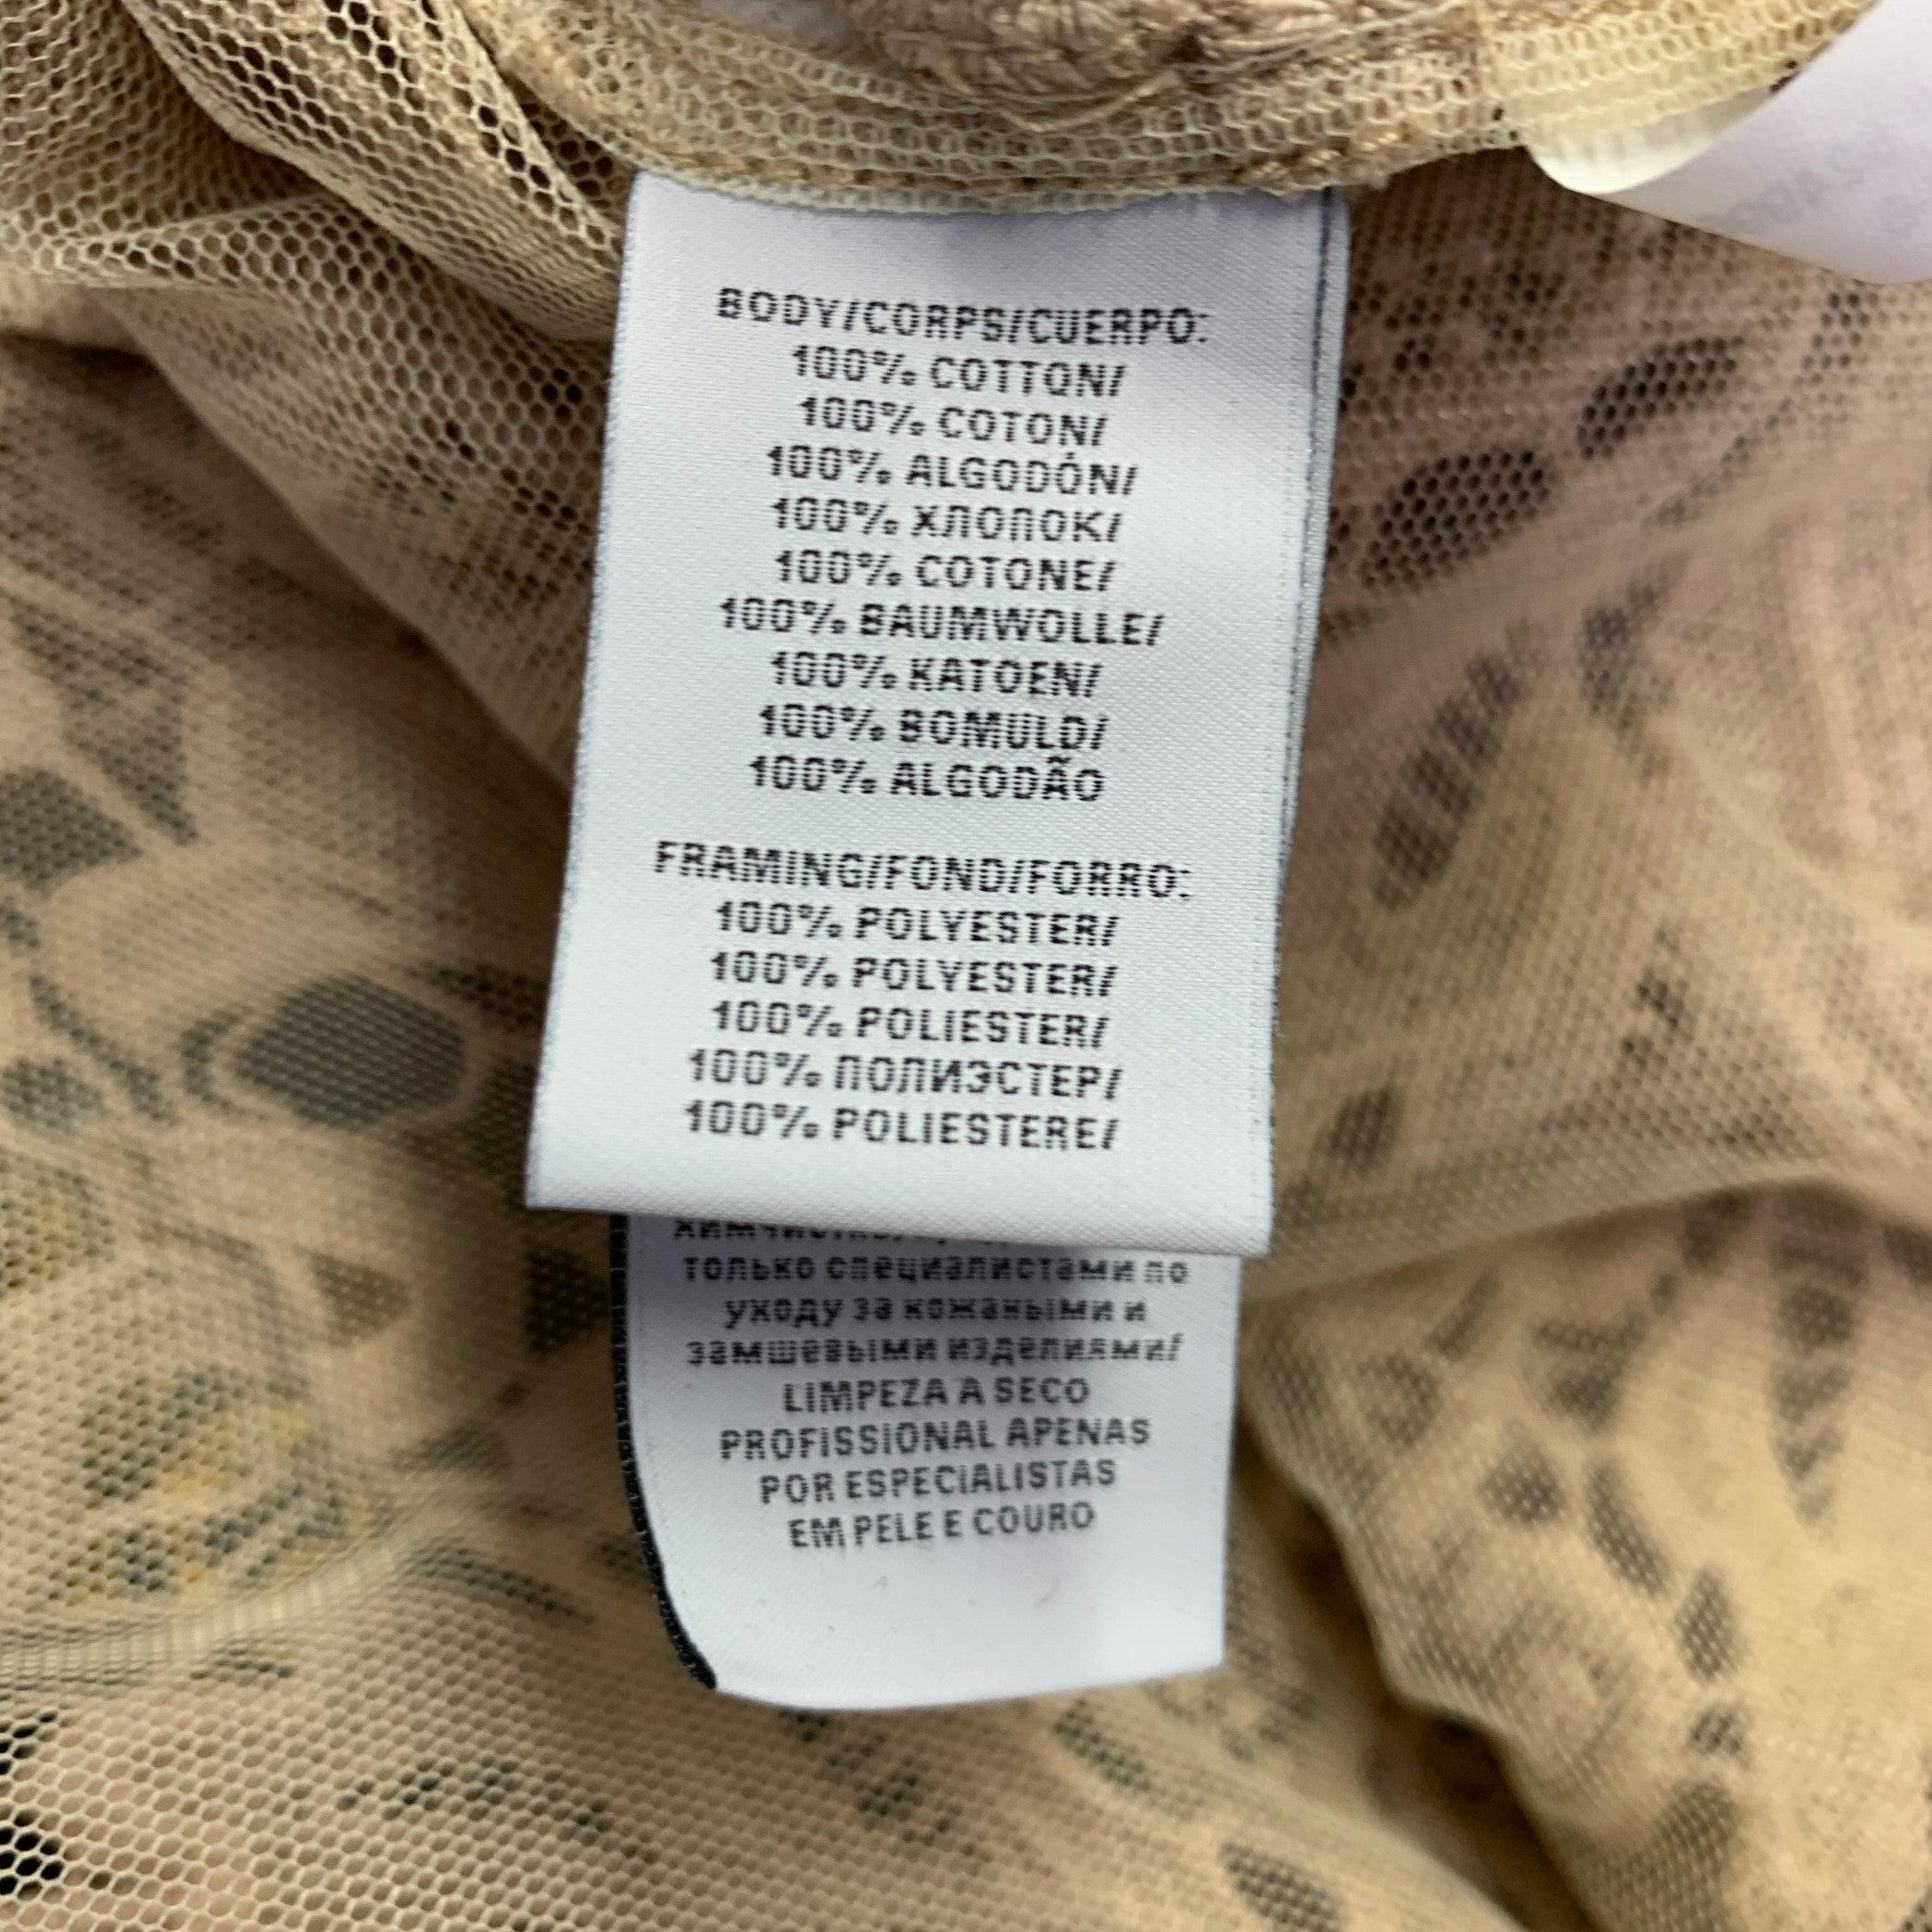 BODY/CORPS/CUERPO:
100% COTTON/
100% COTON/
100% ALGODÓN/
100% ХЛОПОК/
100% COTONE/
100% BAUMWOLLE/
100% KATOEN/
100% BOMULD/
100% ALGODÃO
FRAMING/FOND/FORRO:
100% POLYESTER/
100% POLYESTER/
100% POLIESTER/
100% ПОЛИЭСТЕР/
100% POLIESTERE/
только специалистами по
уходу за кожаными и
замшевыми изделиями/
LIMPEZA A SECO
PROFISSIONAL APENAS
POR ESPECIALISTAS
EM PELE E COURO